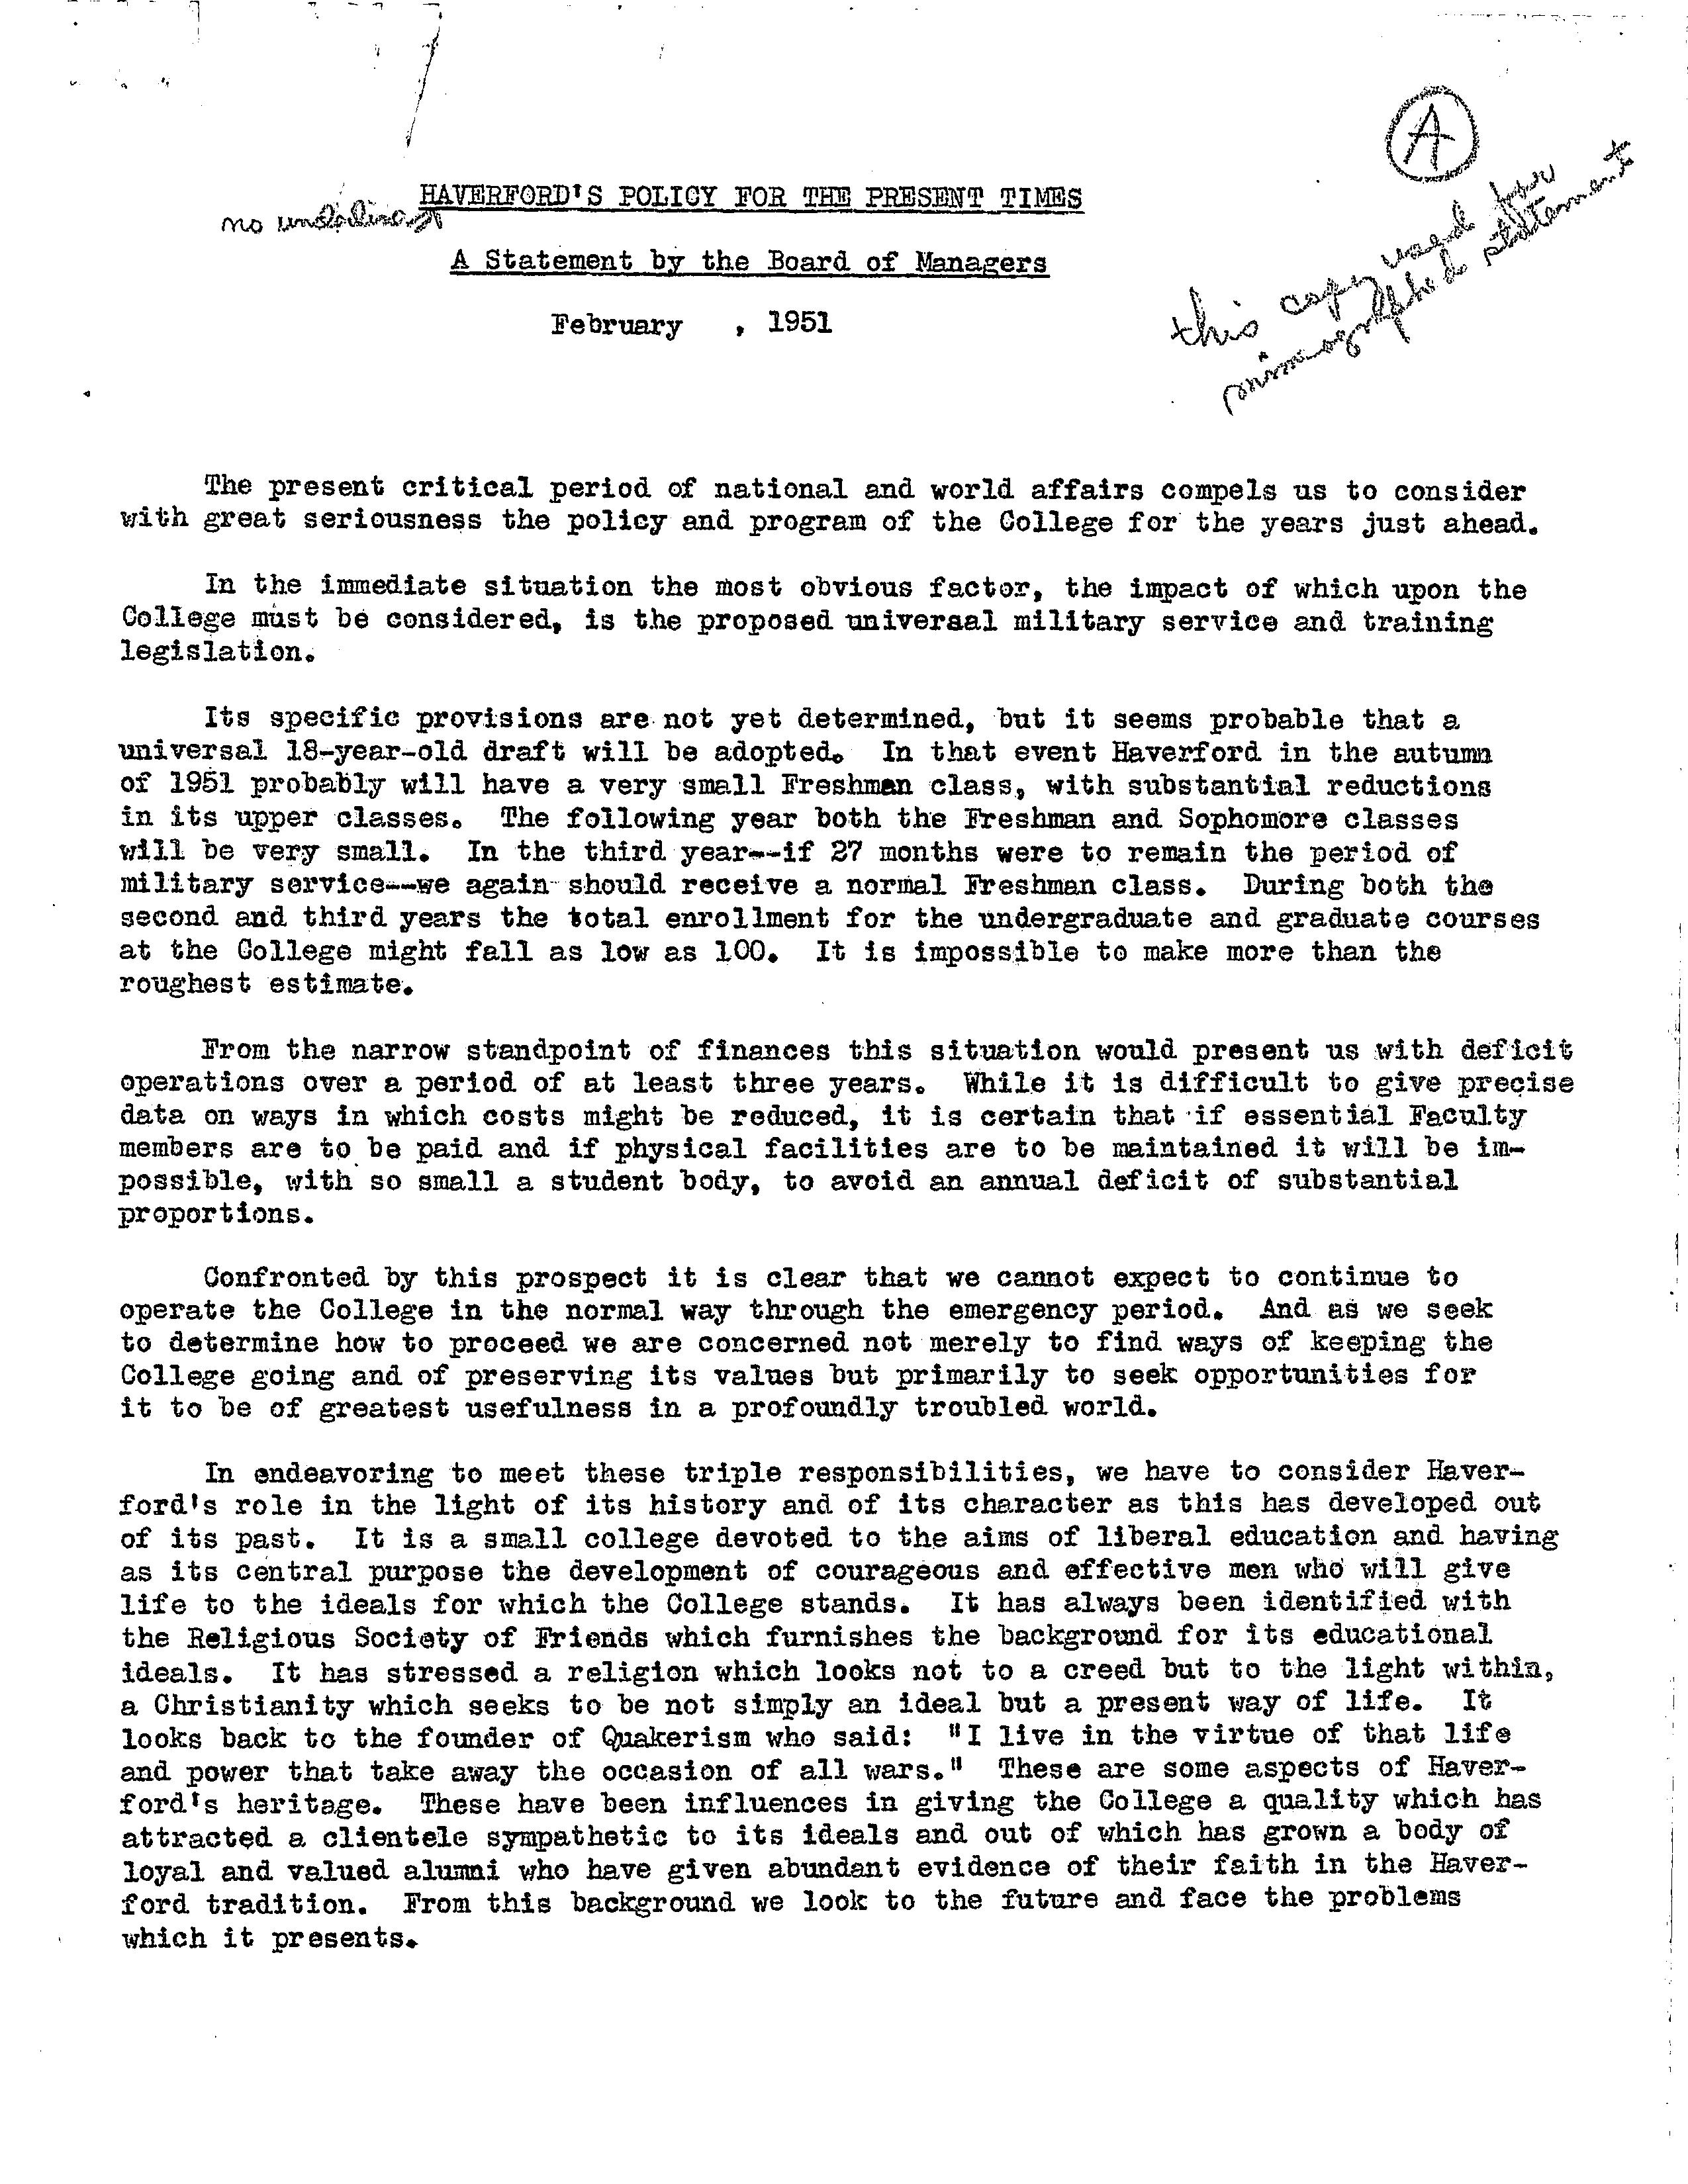 A
HAVERFORD'S POLICY FOR THE PRESENT TIMES
no underline
A Statement by the Board of Managers
February , 1951
this copy used for
mimeographed statement
The present critical period of national and world affairs compels us to consider
with great seriousness the policy and program of the College for the years just ahead.
In the immediate situation the most obvious factor, the impact of which upon the
College must be considered, is the proposed universal military service and training
legislation.
Its specific provisions are not yet determined, but it seems probable that a
universal 18-year-old draft will be adopted. In that event Haverford in the autumn
of 1951 probably will have a very small Freshman class, with substantial reductions
in its upper classes. The following year both the Freshman and Sophomore classes
will be very small. In the third year--if 27 months were to remain the period of
military service--we again should receive a normal Freshman class. During both the
second and third years the total enrollment for the undergraduate and graduate courses
at the College might fall as low as 100. It is impossible to make more than the
roughest estimate.
From the narrow standpoint of finances this situation would present us with deficit
operations over a period of at least three years. While it is difficult to give precise
data on ways in which costs might be reduced, it is certain that if essential Faculty
members are to be paid and if physical facilities are to be maintained it will be im-
possible, with so small a student body, to avoid an annual deficit of substantial
proportions.
Confronted by this prospect it is clear that we cannot expect to continue to
operate the College in the normal way through the emergency period. And as we seek
to determine how to proceed we are concerned not merely to find ways of keeping the
College going and of preserving its values but primarily to seek opportunities for
it to be of greatest usefulness in a profoundly troubled world.
In endeavoring to meet these triple responsibilities, we have to consider Haver-
ford's role in the light of its history and of its character as this has developed out
of its past. It is a small college devoted to the aims of liberal education and having
as its central purpose the development of courageous and effective men who will give
life to the ideals for which the College stands. It has always been identified with
the Religious Society of Friends which furnishes the background for its educational
ideals. It has stressed a religion which looks not to a creed but to the light within,
a Christianity which seeks to be not simply an ideal but a present way of life. It
looks back to the founder of Quakerism who said: "I live in the virtue of that life
and power that take away the occasion of all wars." These are some aspects of Haver-
ford's heritage. These have been influences in giving the College a quality which has
attracted a clientele sympathetic to its ideals and out of which has grown a body of
loyal and valued alumni who have given abundant evidence of their faith in the Haver-
ford tradition. From this background we look to the future and face the problems
which it presents.